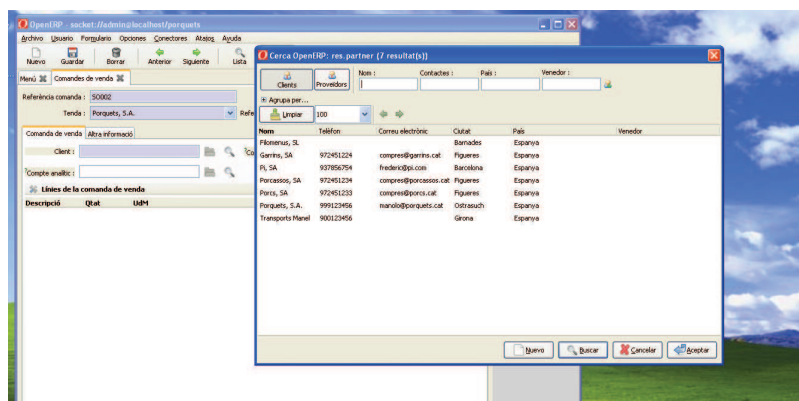 OpenERP - socket://admin@localhost/porquets
Archivo Usuario Formulario Opciones Conectores Atajos Ayuda
Nuevo Guardar Borrar Anterior Siguiente Lista
Menú Comandes de venda
Referència comanda : SO002
Tenda : Porquets, S.A. Refe
Comanda de venda Altra informació
Client :
?Compte analític :
Línies de la comanda de venda
Descripció Qtat UdM
Cerca OpenERP: res.partner (7 resultat(s))
Clients Proveïdors Nom : Contactes : País : Venedor :
Agrupa per...
Limpiar 100
Nom Telèfon Correu electrònic Ciutat País Venedor
Filomenus, SL Barnades Espanya
Garrins, SA 972451224 compres@garrins.cat Figueres Espanya
Pi, SA 937856754 frederic@pi.com Barcelona Espanya
Porcassos, SA 972451234 compres@porcassos.cat Figueres Espanya
Porcs, SA 972451233 compres@porcs.cat Figueres Espanya
Porquets, S.A. 999123456 manolo@porquets.cat Ostrasuch Espanya
Transports Manel 900123456 Girona Espanya
Nuevo Buscar Cancelar Aceptar